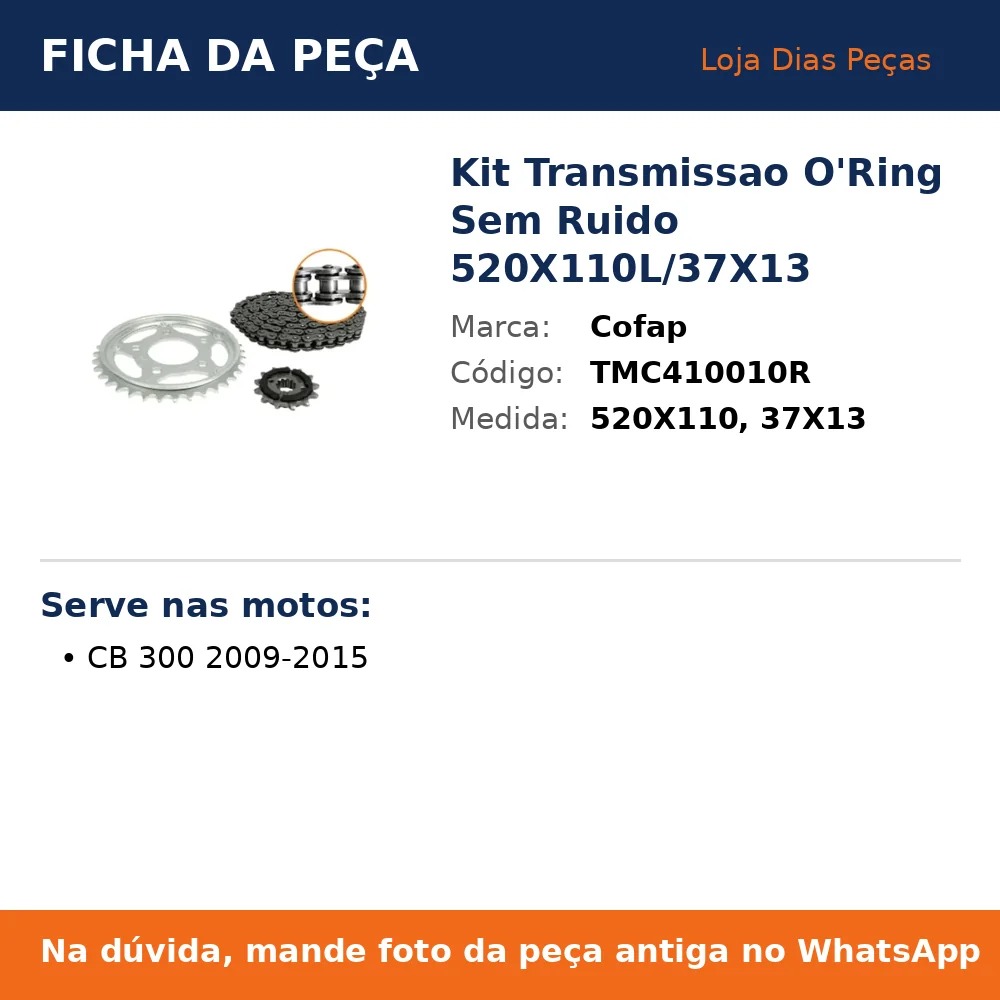 FICHA DA PEÇA
Loja Dias Peças
Kit Transmissao O'Ring
Sem Ruido
520X110L/37X13
Marca: Cofap
Código: TMC410010R
Medida: 520X110, 37X13
Serve nas motos:
• CB 300 2009-2015
Na dúvida, mande foto da peça antiga no WhatsApp